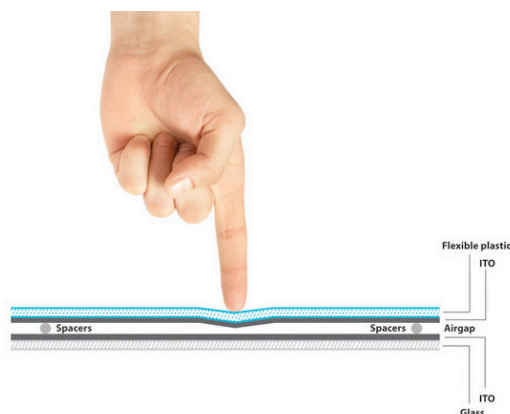 Flexible plastic
ITO
Spacers
Spacers
Airgap
ITO
Glass